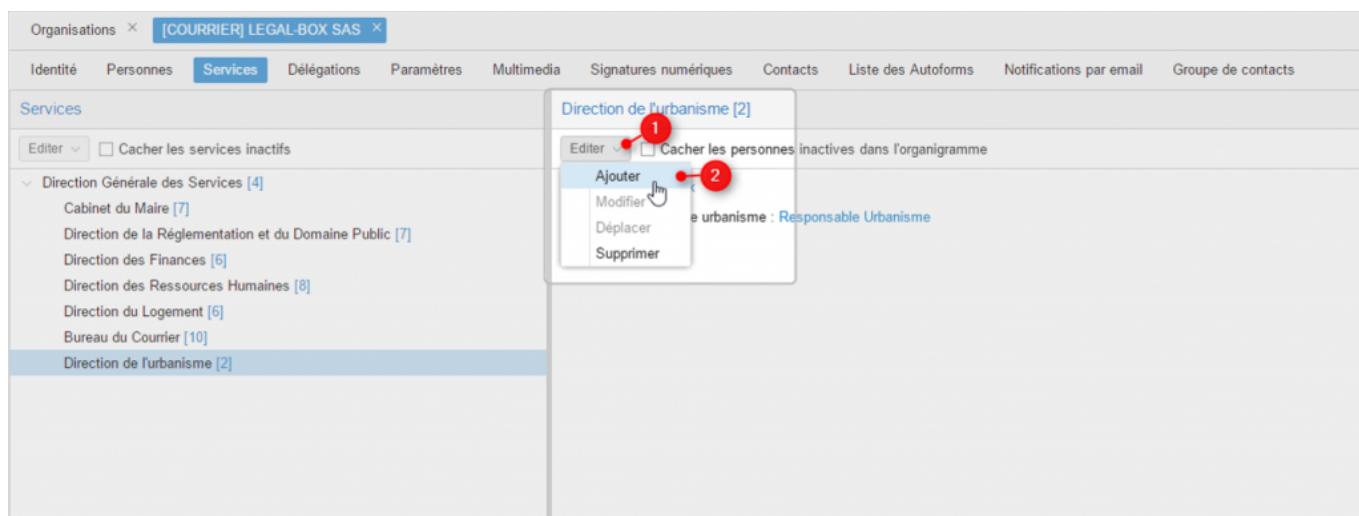 Organisations × [COURRIER] LEGAL-BOX SAS ×
Identité Personnes Services Délégations Paramètres Multimedia Signatures numériques Contacts Liste des Autoforms Notifications par email Groupe de contacts
Services
Editer Cacher les services inactifs
Direction Générale des Services [4]
Cabinet du Maire [7]
Direction de la Réglementation et du Domaine Public [7]
Direction des Finances [6]
Direction des Ressources Humaines [8]
Direction du Logement [6]
Bureau du Courrier [10]
Direction de l'urbanisme [2]
Direction de l'urbanisme [2]
1
Editer Cacher les personnes inactives dans l'organigramme
Ajouter 2
Modifier
e urbanisme : Responsable Urbanisme
Déplacer
Supprimer